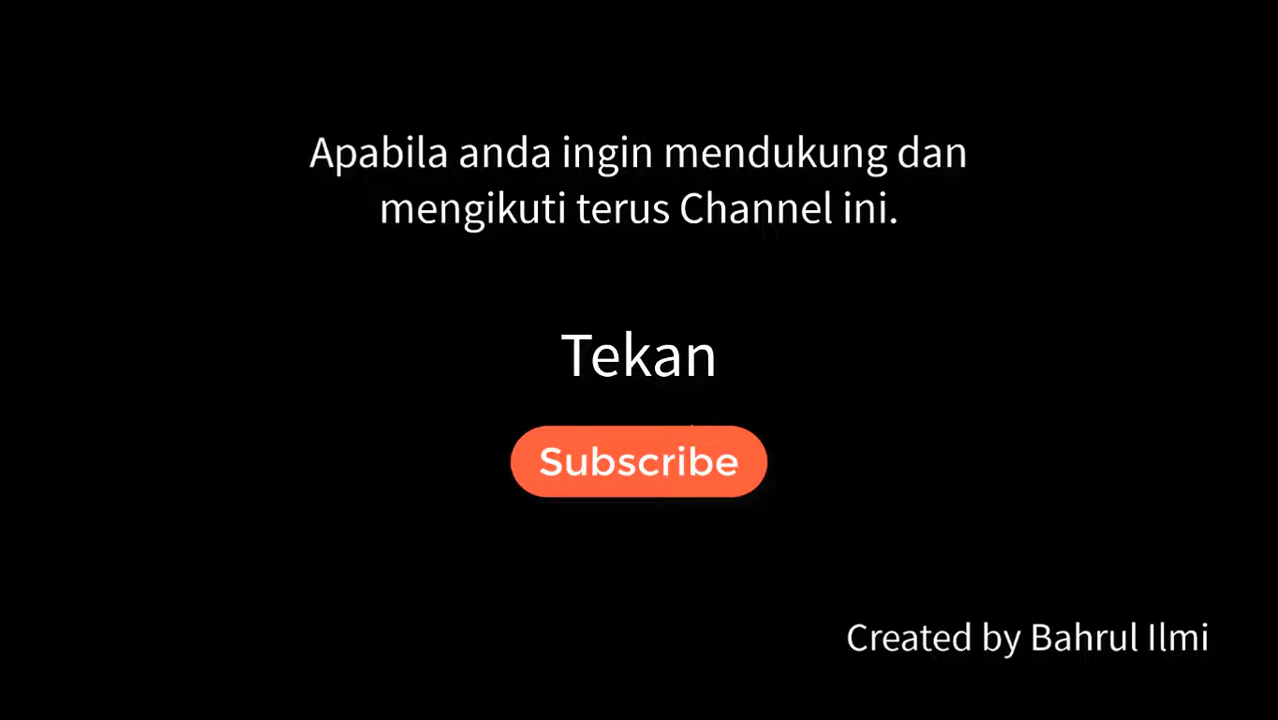 Apabila anda ingin mendukung dan
mengikuti terus Channel ini.
Tekan
Subscribe
Created by Bahrul Ilmi